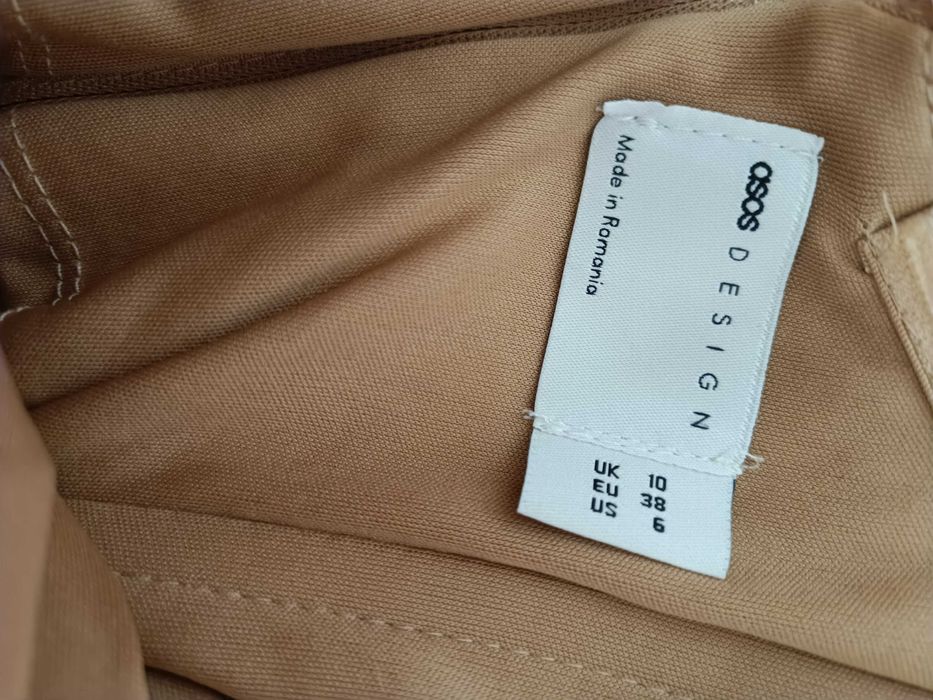 asos DESIGN
Made in Romania
UK 10
EU 38
US 6